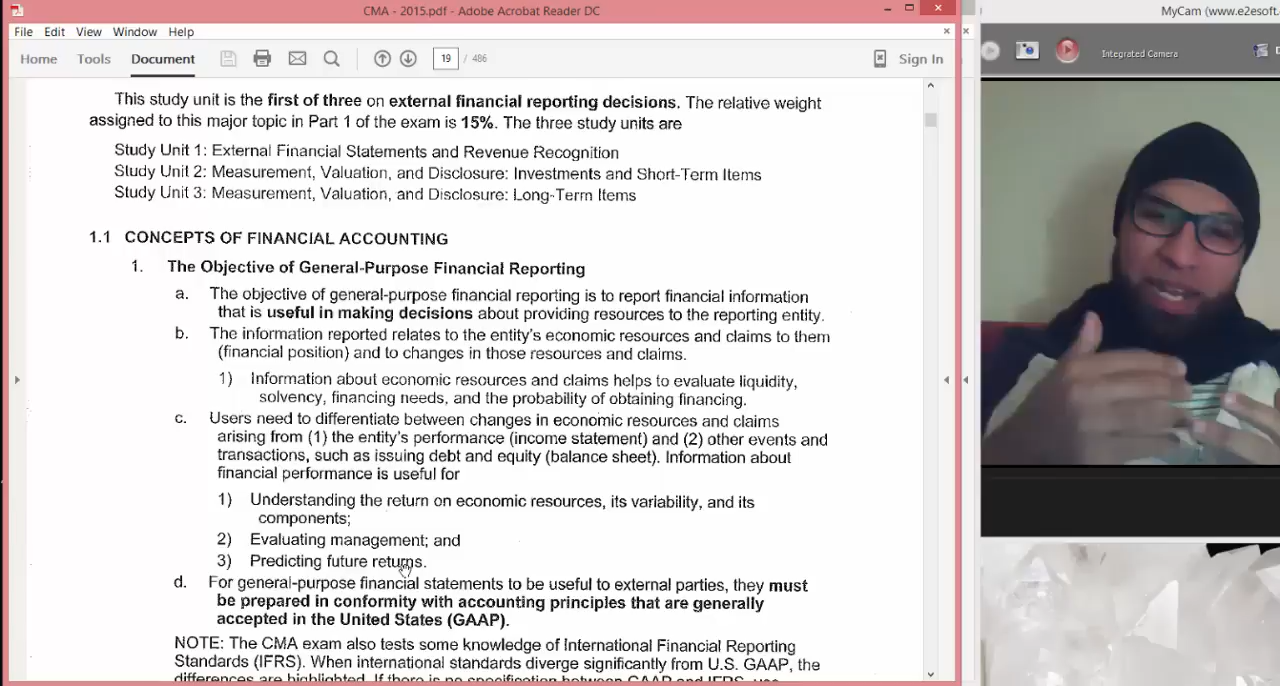 CMA - 2015.pdf - Adobe Acrobat Reader DC
MyCam (www.e2esoft.
File Edit View Window Help
Home Tools Document 19 / 486 Sign In
Integrated Camera
This study unit is the first of three on external financial reporting decisions. The relative weight
assigned to this major topic in Part 1 of the exam is 15%. The three study units are
Study Unit 1: External Financial Statements and Revenue Recognition
Study Unit 2: Measurement, Valuation, and Disclosure: Investments and Short-Term Items
Study Unit 3: Measurement, Valuation, and Disclosure: Long-Term Items
1.1 CONCEPTS OF FINANCIAL ACCOUNTING
1. The Objective of General-Purpose Financial Reporting
a. The objective of general-purpose financial reporting is to report financial information
that is useful in making decisions about providing resources to the reporting entity.
b. The information reported relates to the entity's economic resources and claims to them
(financial position) and to changes in those resources and claims.
1) Information about economic resources and claims helps to evaluate liquidity,
solvency, financing needs, and the probability of obtaining financing.
c. Users need to differentiate between changes in economic resources and claims
arising from (1) the entity's performance (income statement) and (2) other events and
transactions, such as issuing debt and equity (balance sheet). Information about
financial performance is useful for
1) Understanding the return on economic resources, its variability, and its
components;
2) Evaluating management; and
3) Predicting future returns.
d. For general-purpose financial statements to be useful to external parties, they must
be prepared in conformity with accounting principles that are generally
accepted in the United States (GAAP).
NOTE: The CMA exam also tests some knowledge of International Financial Reporting
Standards (IFRS). When international standards diverge significantly from U.S. GAAP, the
differences are highlighted. If there is no specification between GAAP and IFRS, use